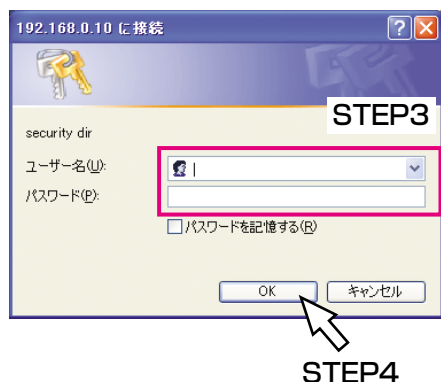 192.168.0.10 に接続
STEP3
security dir
ユーザー名(U):
パスワード(P):
パスワードを記憶する(R)
OK キャンセル
STEP4